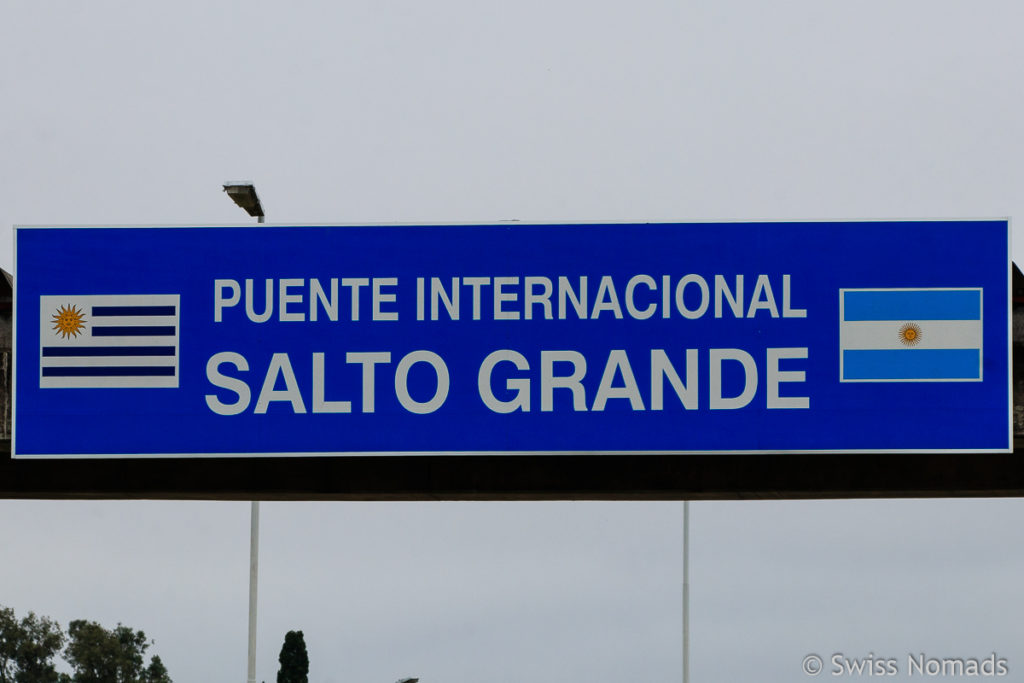 PUENTE INTERNACIONAL
SALTO GRANDE
© Swiss Nomads